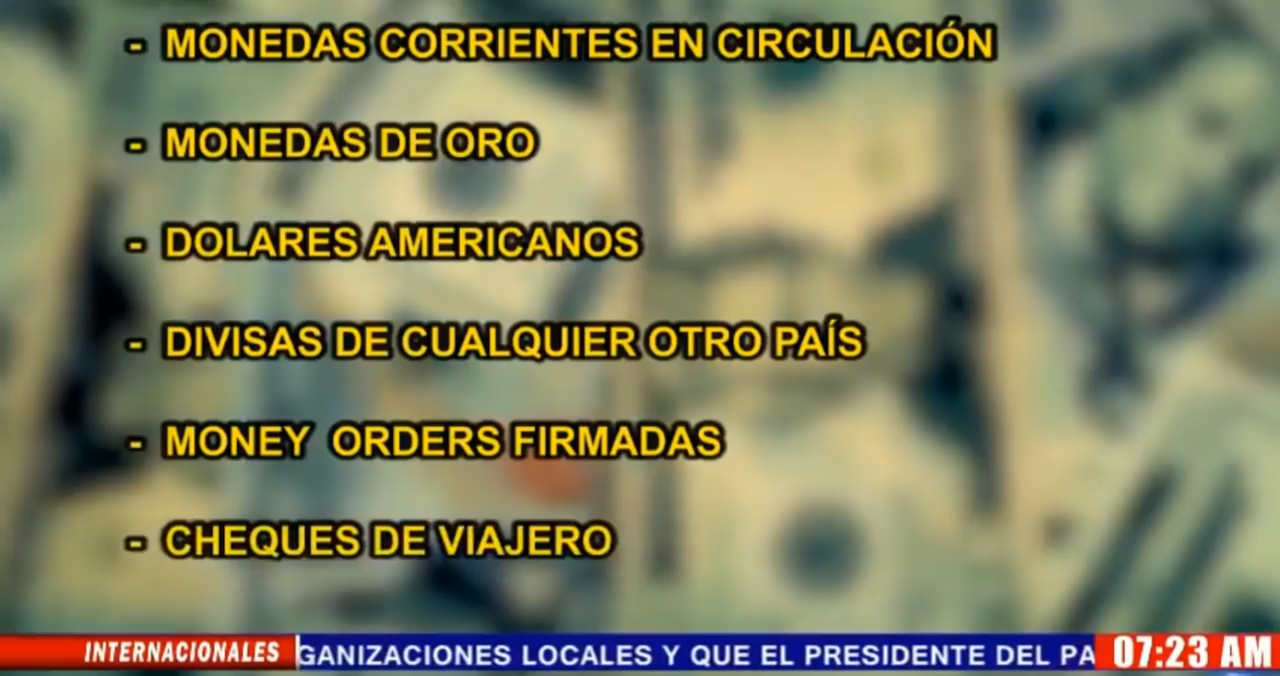 - MONEDAS CORRIENTES EN CIRCULACIÓN
- MONEDAS DE ORO
- DOLARES AMERICANOS
- DIVISAS DE CUALQUIER OTRO PAÍS
- MONEY ORDERS FIRMADAS
- CHEQUES DE VIAJERO
INTERNACIONALES GANIZACIONES LOCALES Y QUE EL PRESIDENTE DEL PA 07:23 AM